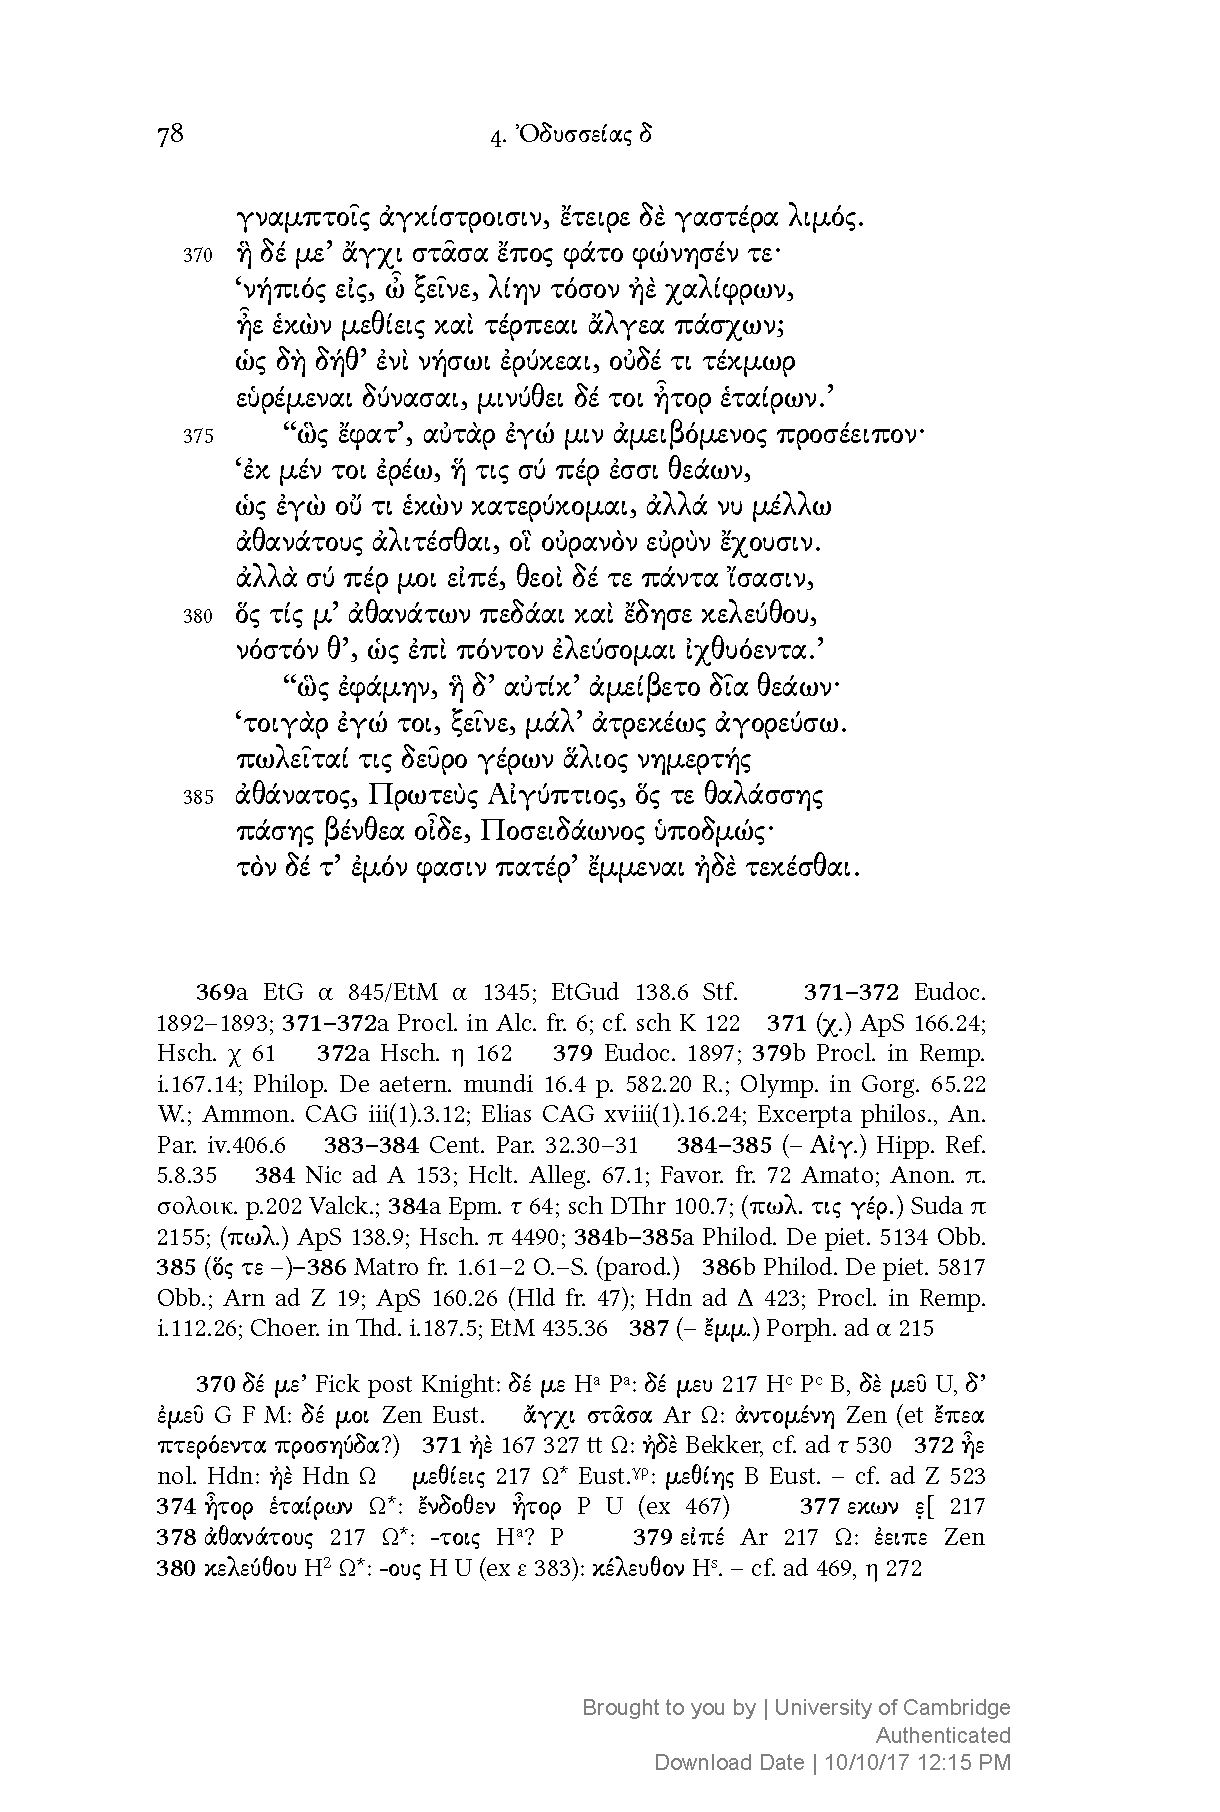 78 4. Ὀδυσσείας δ
γναμπτοῖς ἀγκίστροισιν, ἔτειρε δὲ γαστέρα λιμός.
370 ἣ δέ με’ ἄγχι στᾶσα ἔπος φάτο φώνησέν τε·
‘νήπιός εἰς, ὦ ξεῖνε, λίην τόσον ἠὲ χαλίφρων,
ἦε ἑκὼν μεθίεις καὶ τέρπεαι ἄλγεα πάσχων;
ὡς δὴ δήθ’ ἐνὶ νήσωι ἐρύκεαι, οὐδέ τι τέκμωρ
εὑρέμεναι δύνασαι, μινύθει δέ τοι ἦτορ ἑταίρων.’
375 “ὣς ἔφατ’, αὐτὰρ ἐγώ μιν ἀμειβόμενος προσέειπον·
‘ἐκ μέν τοι ἐρέω, ἥ τις σύ πέρ ἐσσι θεάων,
ὡς ἐγὼ οὔ τι ἑκὼν κατερύκομαι, ἀλλά νυ μέλλω
ἀθανάτους ἀλιτέσθαι, οἳ οὐρανὸν εὐρὺν ἔχουσιν.
ἀλλὰ σύ πέρ μοι εἰπέ, θεοὶ δέ τε πάντα ἴσασιν,
380 ὅς τίς μ’ ἀθανάτων πεδάαι καὶ ἔδησε κελεύθου,
νόστόν θ’, ὡς ἐπὶ πόντον ἐλεύσομαι ἰχθυόεντα.’
“ὣς ἐφάμην, ἣ δ’ αὐτίκ’ ἀμείβετο δῖα θεάων·
‘τοιγὰρ ἐγώ τοι, ξεῖνε, μάλ’ ἀτρεκέως ἀγορεύσω.
πωλεῖταί τις δεῦρο γέρων ἅλιος νημερτής
385 ἀθάνατος, Πρωτεὺς Αἰγύπτιος, ὅς τε θαλάσσης
πάσης βένθεα οἶδε, Ποσειδάωνος ὑποδμώς·
τὸν δέ τ’ ἐμόν φασιν πατέρ’ ἔμμεναι ἠδὲ τεκέσθαι.
369a EtG α 845/EtM α 1345; EtGud 138.6 Stf. 371–372 Eudoc.
1892–1893; 371–372a Procl. in Alc. fr. 6; cf. sch K 122 371 (χ.) ApS 166.24;
Hsch. χ 61 372a Hsch. η 162 379 Eudoc. 1897; 379b Procl. in Remp.
i.167.14; Philop. De aetern. mundi 16.4 p. 582.20 R.; Olymp. in Gorg. 65.22
W.; Ammon. CAG iii(1).3.12; Elias CAG xviii(1).16.24; Excerpta philos., An.
Par. iv.406.6 383–384 Cent. Par. 32.30–31 384–385 (– Αἰγ.) Hipp. Ref.
5.8.35 384 Nic ad A 153; Hclt. Alleg. 67.1; Favor. fr. 72 Amato; Anon. π.
σολοικ. p.202 Valck.; 384a Epm. τ 64; sch DThr 100.7; (πωλ. τις γέρ.) Suda π
2155; (πωλ.) ApS 138.9; Hsch. π 4490; 384b–385a Philod. De piet. 5134 Obb.
385 (ὅς τε –)–386 Matro fr. 1.61–2 O.–S. (parod.) 386b Philod. De piet. 5817
Obb.; Arn ad Z 19; ApS 160.26 (Hld fr. 47); Hdn ad Δ 423; Procl. in Remp.
i.112.26; Choer. in Thd. i.187.5; EtM 435.36 387 (– ἔμμ.) Porph. ad α 215
370 δέ με’ Fick post Knight: δέ με Hᵃ Pᵃ: δέ μευ 217 Hᶜ Pᶜ B, δὲ μεῦ U, δ’
ἐμεῦ G F M: δέ μοι Zen Eust. ἄγχι στᾶσα Ar Ω: ἀντομένη Zen (et ἔπεα
πτερόεντα προσηύδα?) 371 ἠὲ 167 327 tt Ω: ἠδὲ Bekker, cf. ad τ 530 372 ἦε
nol. Hdn: ἠὲ Hdn Ω μεθίεις 217 Ω* Eust.ᵞᵖ: μεθίης B Eust. – cf. ad Z 523
374 ἦτορ ἑταίρων Ω*: ἔνδοθεν ἦτορ P U (ex 467) 377 εκων ε̣[ 217
378 ἀθανάτους 217 Ω*: -τοις Hᵃ? P 379 εἰπέ Ar 217 Ω: ἐειπε Zen
380 κελεύθου H² Ω*: -ους H U (ex ε 383): κέλευθον Hˢ. – cf. ad 469, η 272
Brought to you by | University of Cambridge
Authenticated
Download Date | 10/10/17 12:15 PM